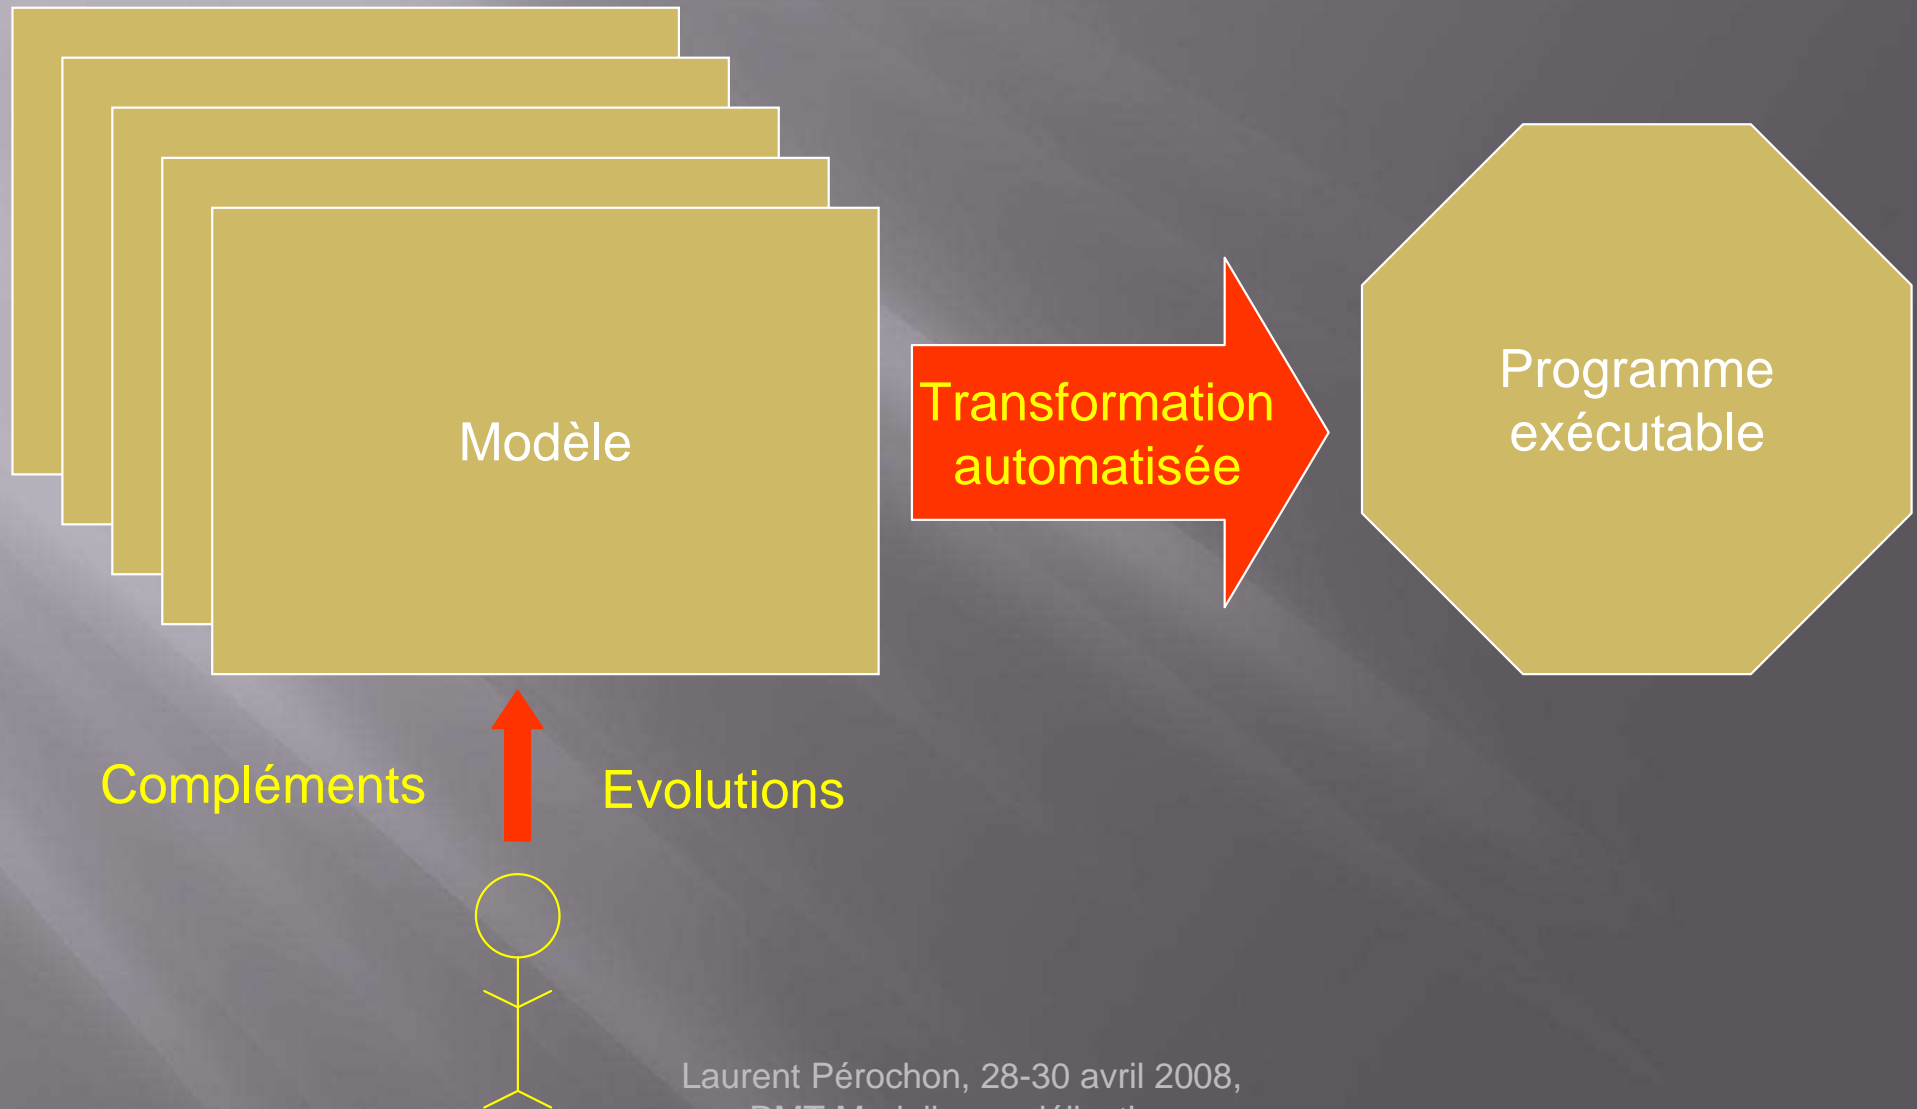 Modèle
Transformation
automatisée
Programme
exécutable
Compléments
Evolutions
Laurent Pérochon, 28-30 avril 2008,